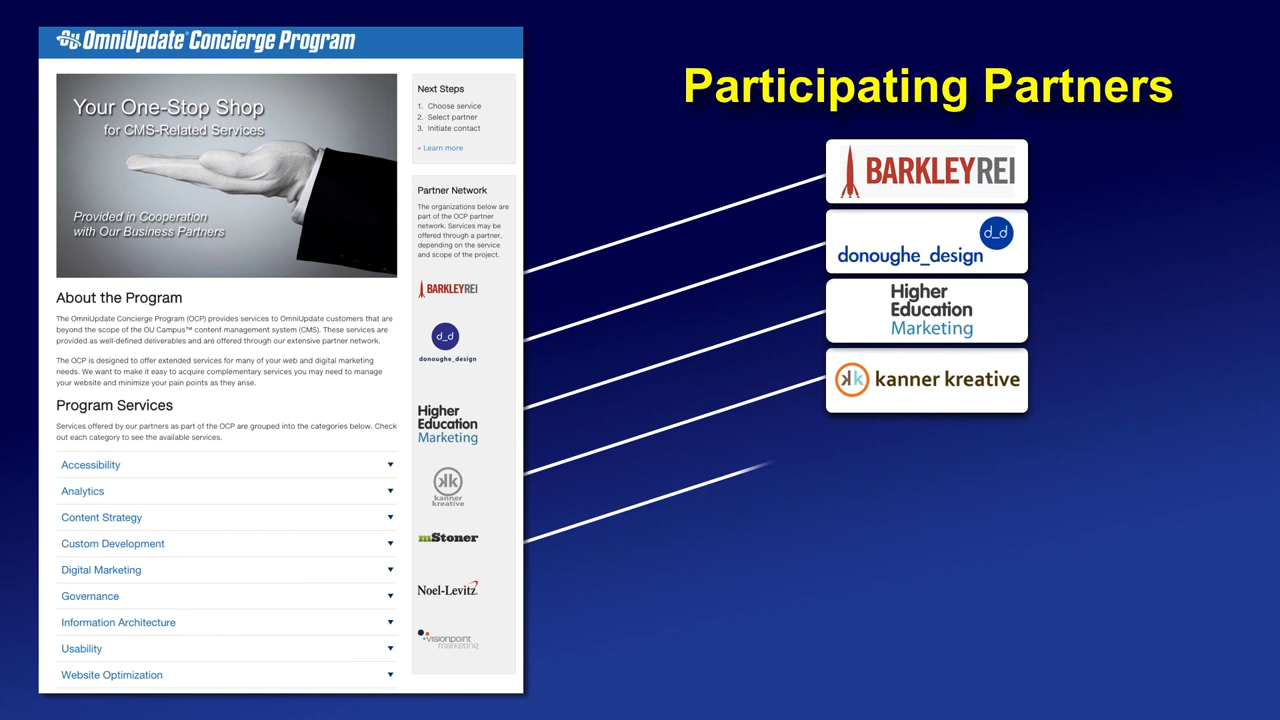 OmniUpdate® Concierge Program
Your One-Stop Shop
for CMS-Related Services
Provided in Cooperation
with Our Business Partners
About the Program
The OmniUpdate Concierge Program (OCP) provides services to OmniUpdate customers that are
beyond the scope of the OU Campus™ content management system (CMS). These services are
provided as well-defined deliverables and are offered through our extensive partner network.
The OCP is designed to offer extended services for many of your web and digital marketing
needs. We want to make it easy to acquire complementary services you may need to manage
your website and minimize your pain points as they arise.
Program Services
Services offered by our partners as part of the OCP are grouped into the categories below. Check
out each category to see the available services.
Accessibility
Analytics
Content Strategy
Custom Development
Digital Marketing
Governance
Information Architecture
Usability
Website Optimization
Next Steps
1. Choose service
2. Select partner
3. Initiate contact
» Learn more
Partner Network
The organizations below are
part of the OCP partner
network. Services may be
offered through a partner,
depending on the service
and scope of the project.
BARKLEYREI
d_d
donoughe_design
Higher
Education
Marketing
kk
kanner
kreative
mStoner
Noel-Levitz
visionpoint
marketing
Participating Partners
BARKLEYREI
d_d
donoughe_design
Higher
Education
Marketing
kk kanner kreative